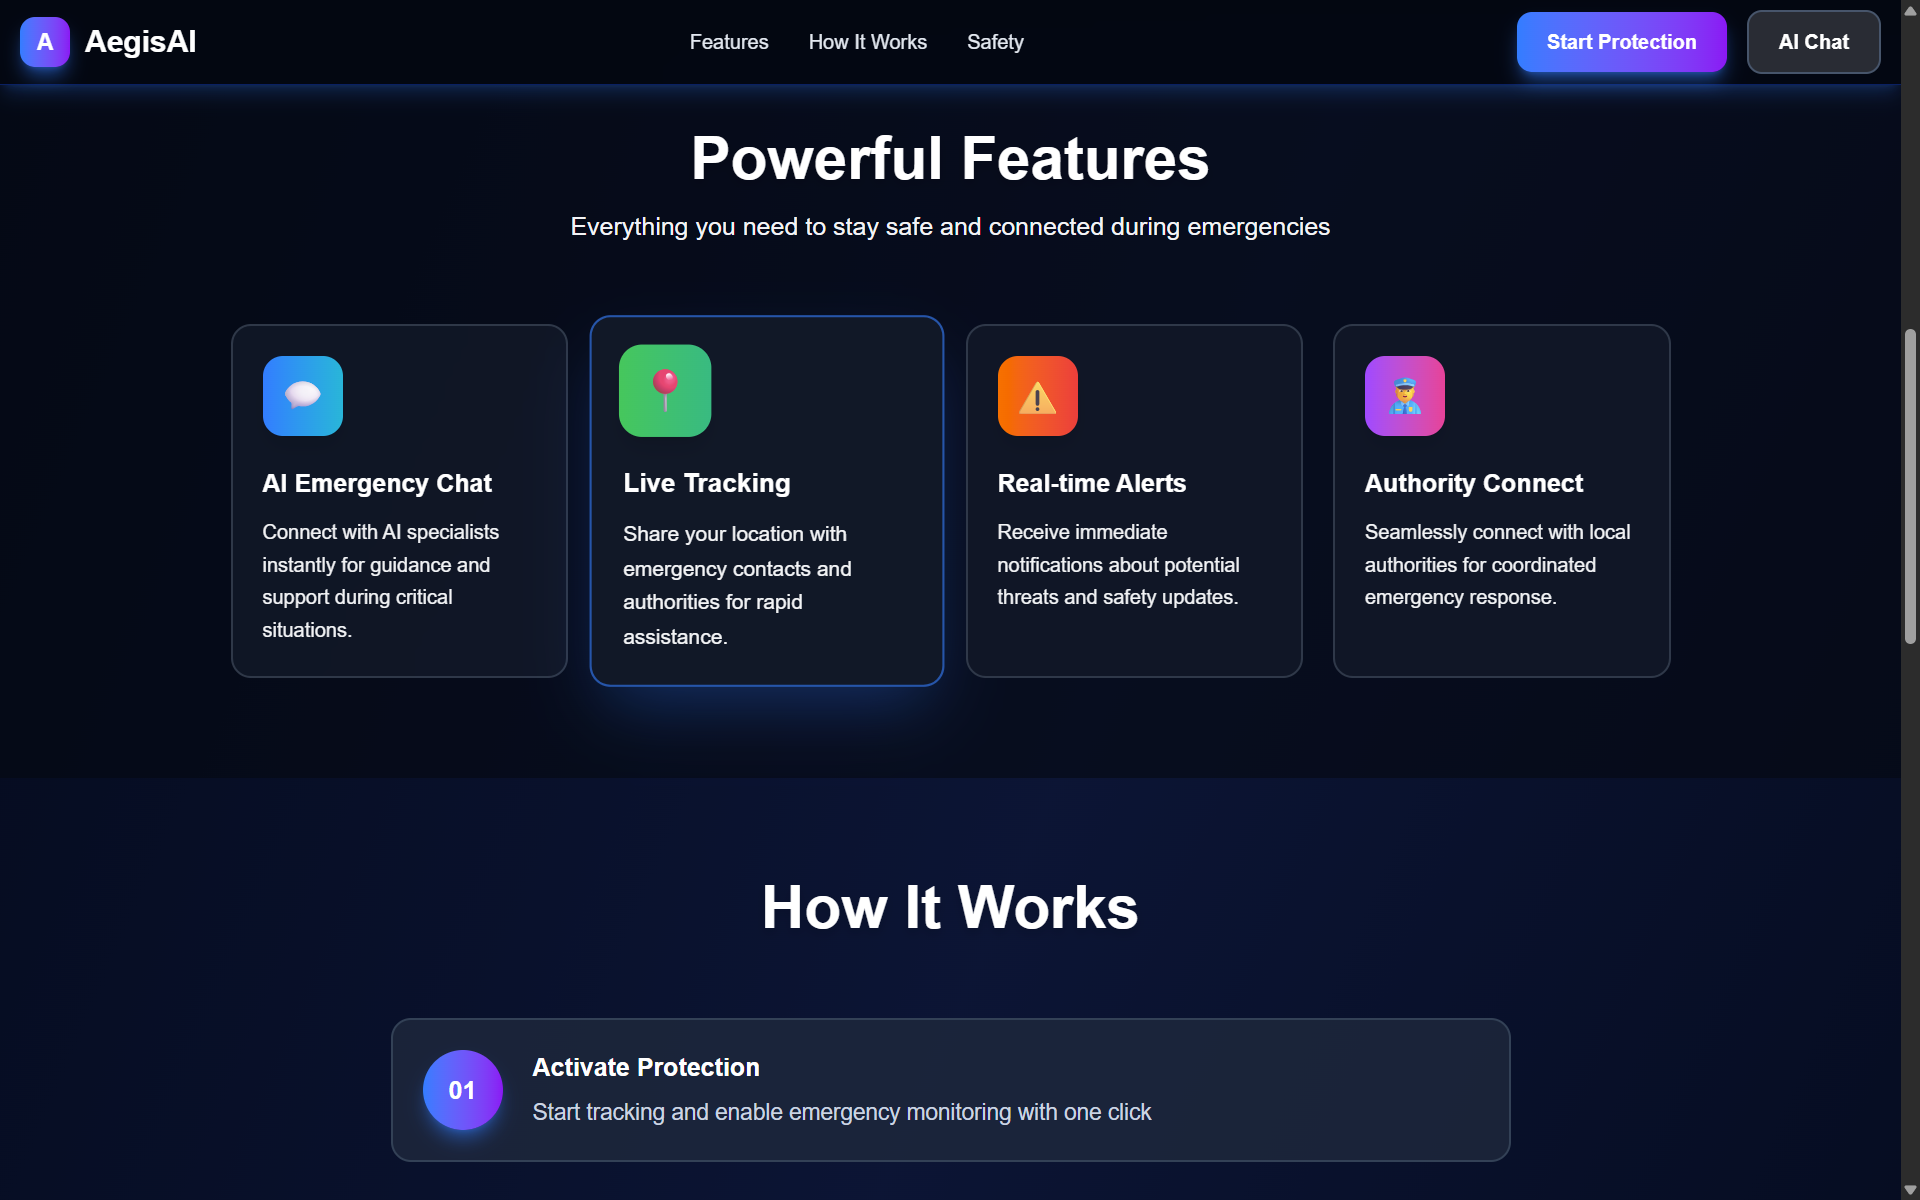 A AegisAI Features How It Works Safety Start Protection AI Chat
Powerful Features
Everything you need to stay safe and connected during emergencies
AI Emergency Chat
Connect with AI specialists
instantly for guidance and
support during critical
situations.
Live Tracking
Share your location with
emergency contacts and
authorities for rapid
assistance.
Real-time Alerts
Receive immediate
notifications about potential
threats and safety updates.
Authority Connect
Seamlessly connect with local
authorities for coordinated
emergency response.
How It Works
01
Activate Protection
Start tracking and enable emergency monitoring with one click